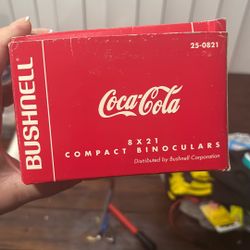 BUSHNELL
25-0821
Coca-Cola
8 X 21
COMPACT BINOCULARS
Distributed by Bushnell Corporation